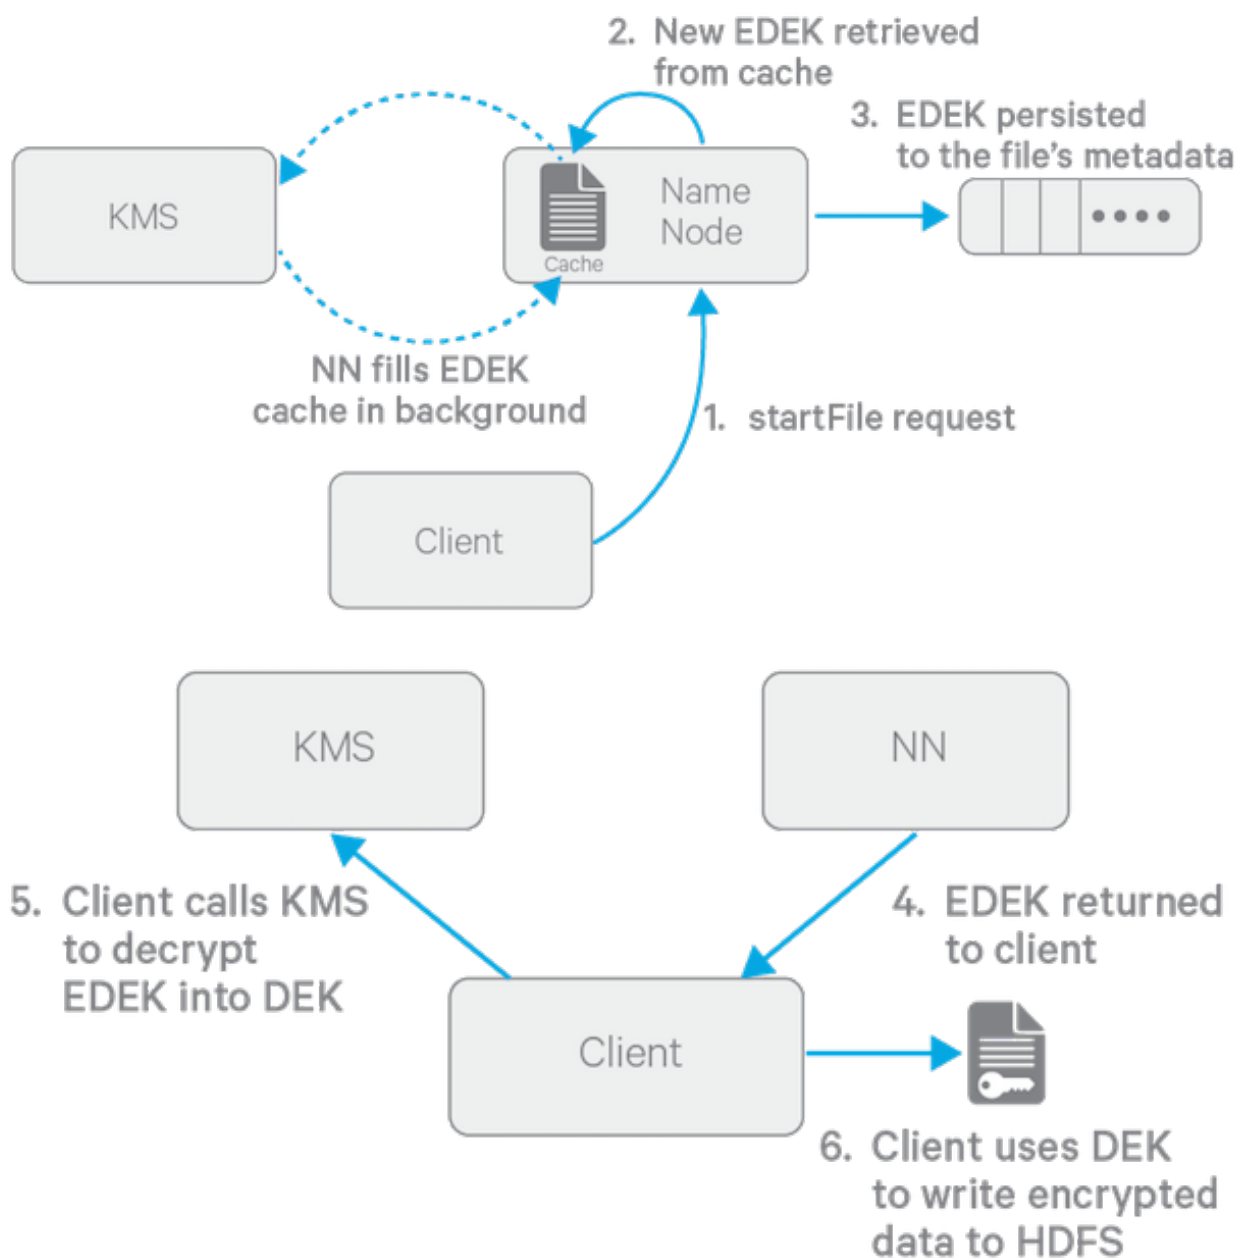 2. New EDEK retrieved
from cache
3. EDEK persisted
to the file's metadata
KMS
Name
Node
Cache
NN fills EDEK
cache in background
1. startFile request
Client
KMS
NN
5. Client calls KMS
to decrypt
EDEK into DEK
4. EDEK returned
to client
Client
6. Client uses DEK
to write encrypted
data to HDFS